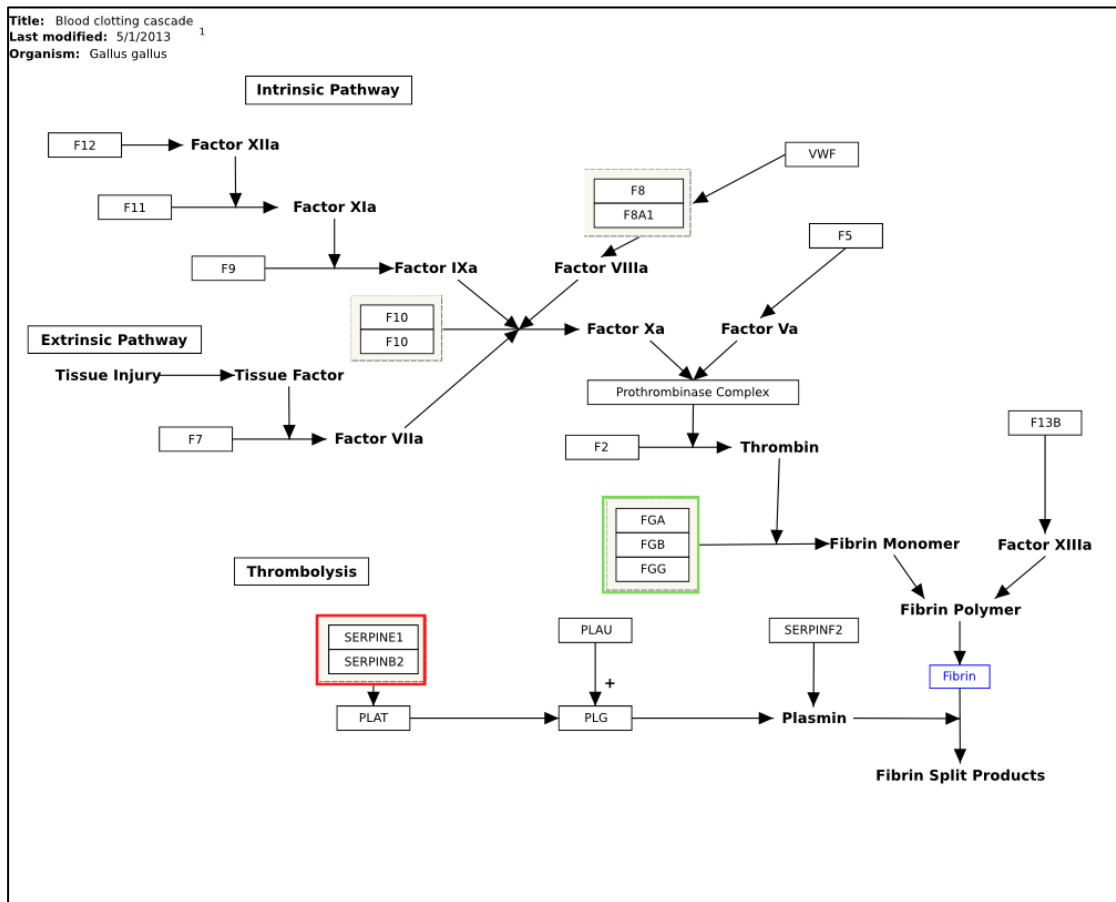 Title: Blood clotting cascade
Last modified: 5/1/2013 1
Organism: Gallus gallus
Intrinsic Pathway
F12
Factor XIIa
VWF
F8
F8A1
F11
Factor XIa
F5
F9
Factor IXa
Factor VIIIa
F10
F10
Factor Xa
Factor Va
Extrinsic Pathway
Tissue Injury
Tissue Factor
Prothrombinase Complex
F7
Factor VIIa
F2
Thrombin
F13B
FGA
FGB
FGG
Fibrin Monomer
Factor XIIIa
Thrombolysis
Fibrin Polymer
SERPINE1
SERPINB2
PLAU
SERPINF2
+
Fibrin
PLAT
PLG
Plasmin
Fibrin Split Products